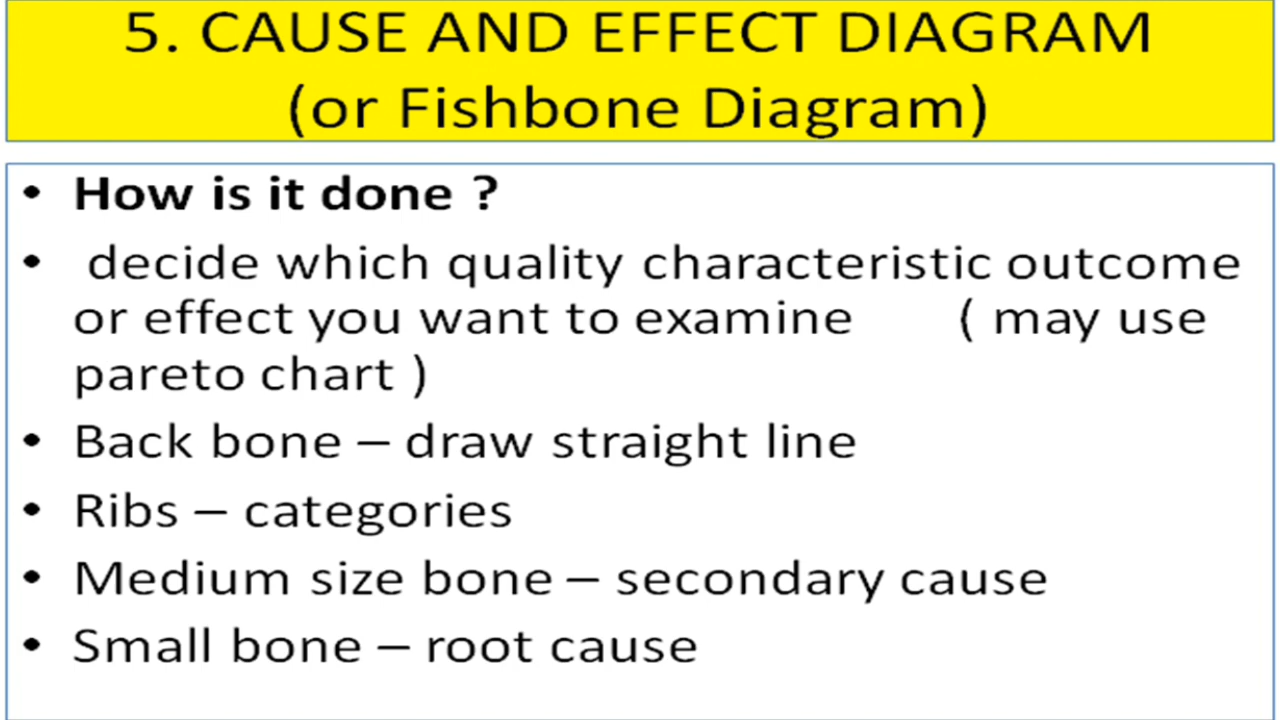 5. CAUSE AND EFFECT DIAGRAM
(or Fishbone Diagram)
• How is it done ?
• decide which quality characteristic outcome
or effect you want to examine ( may use
pareto chart )
• Back bone – draw straight line
• Ribs – categories
• Medium size bone – secondary cause
• Small bone – root cause